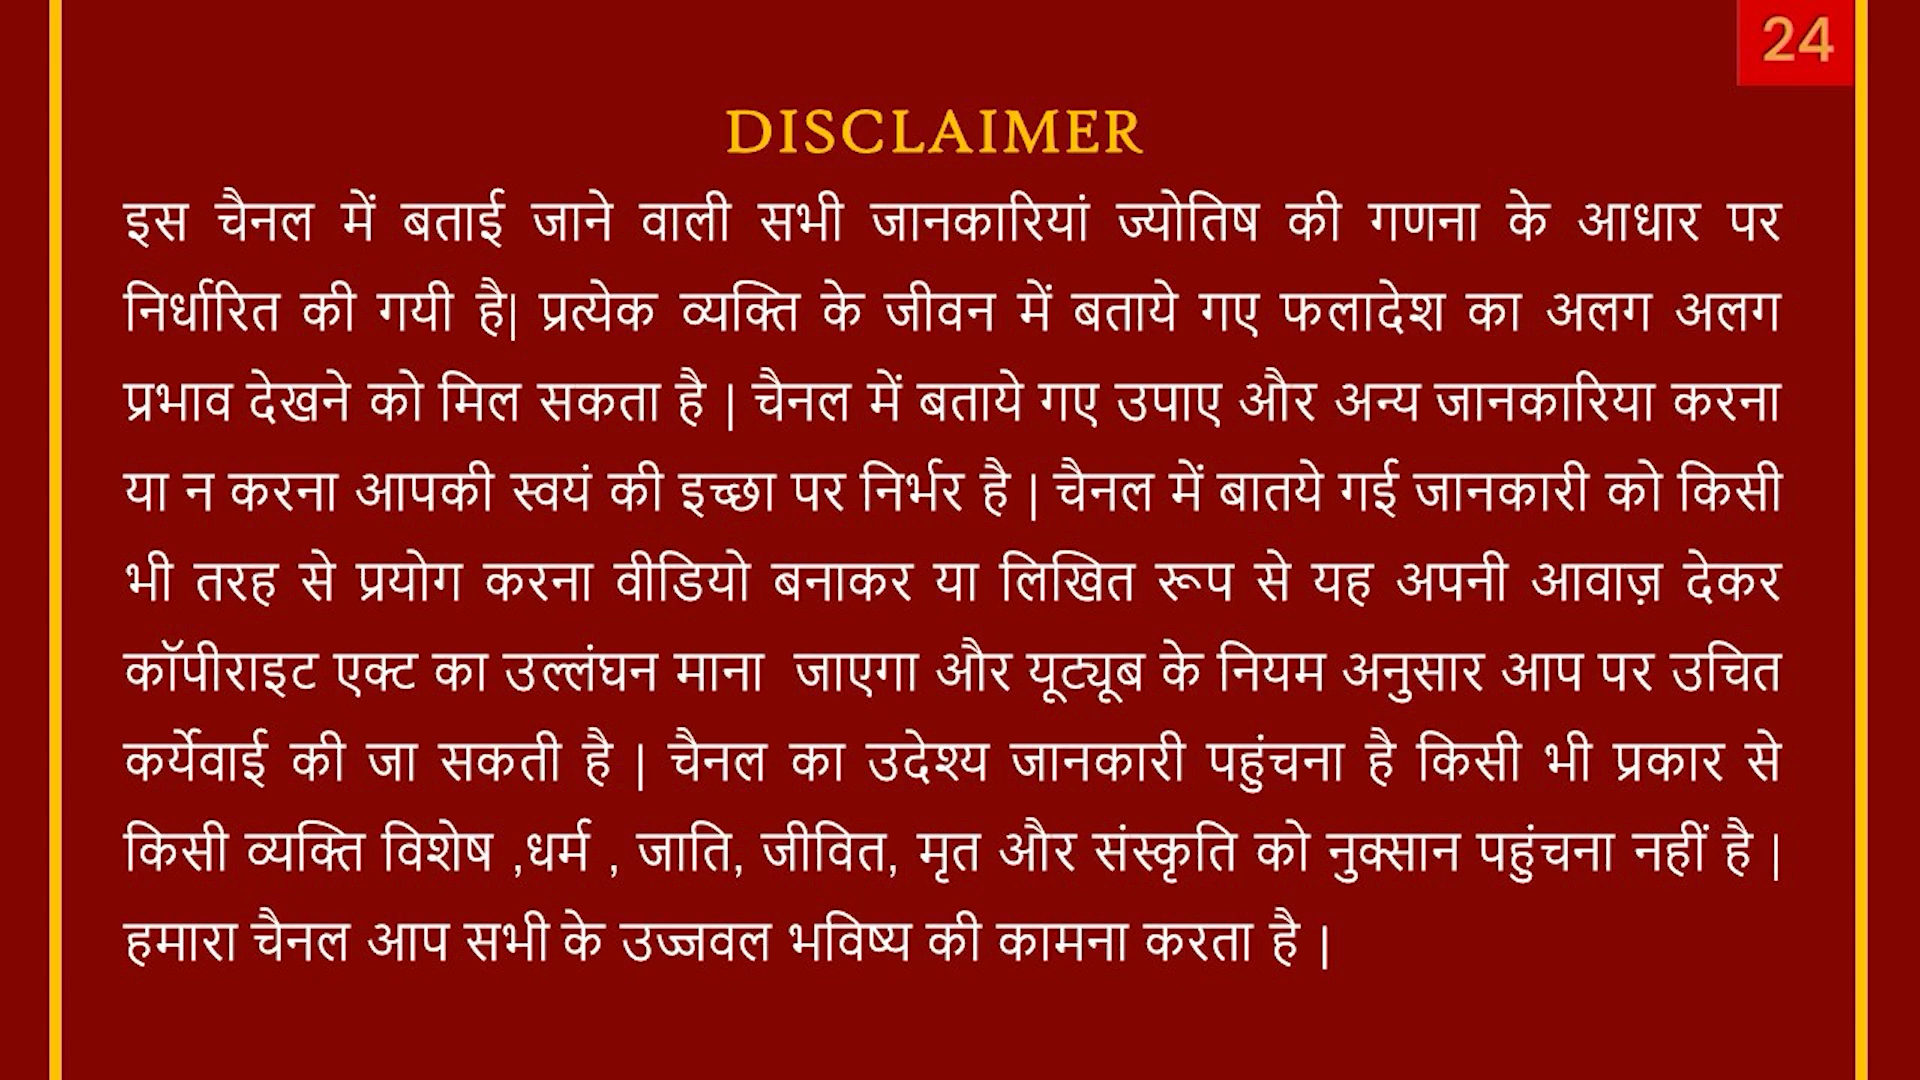 24
DISCLAIMER
इस चैनल में बताई जाने वाली सभी जानकारियां ज्योतिष की गणना के आधार पर
निर्धारित की गयी है| प्रत्येक व्यक्ति के जीवन में बताये गए फलादेश का अलग अलग
प्रभाव देखने को मिल सकता है | चैनल में बताये गए उपाए और अन्य जानकारिया करना
या न करना आपकी स्वयं की इच्छा पर निर्भर है | चैनल में बातये गई जानकारी को किसी
भी तरह से प्रयोग करना वीडियो बनाकर या लिखित रूप से यह अपनी आवाज़ देकर
कॉपीराइट एक्ट का उल्लंघन माना जाएगा और यूट्यूब के नियम अनुसार आप पर उचित
कर्येवाई की जा सकती है | चैनल का उदेश्य जानकारी पहुंचना है किसी भी प्रकार से
किसी व्यक्ति विशेष ,धर्म , जाति, जीवित, मृत और संस्कृति को नुक्सान पहुंचना नहीं है |
हमारा चैनल आप सभी के उज्जवल भविष्य की कामना करता है |